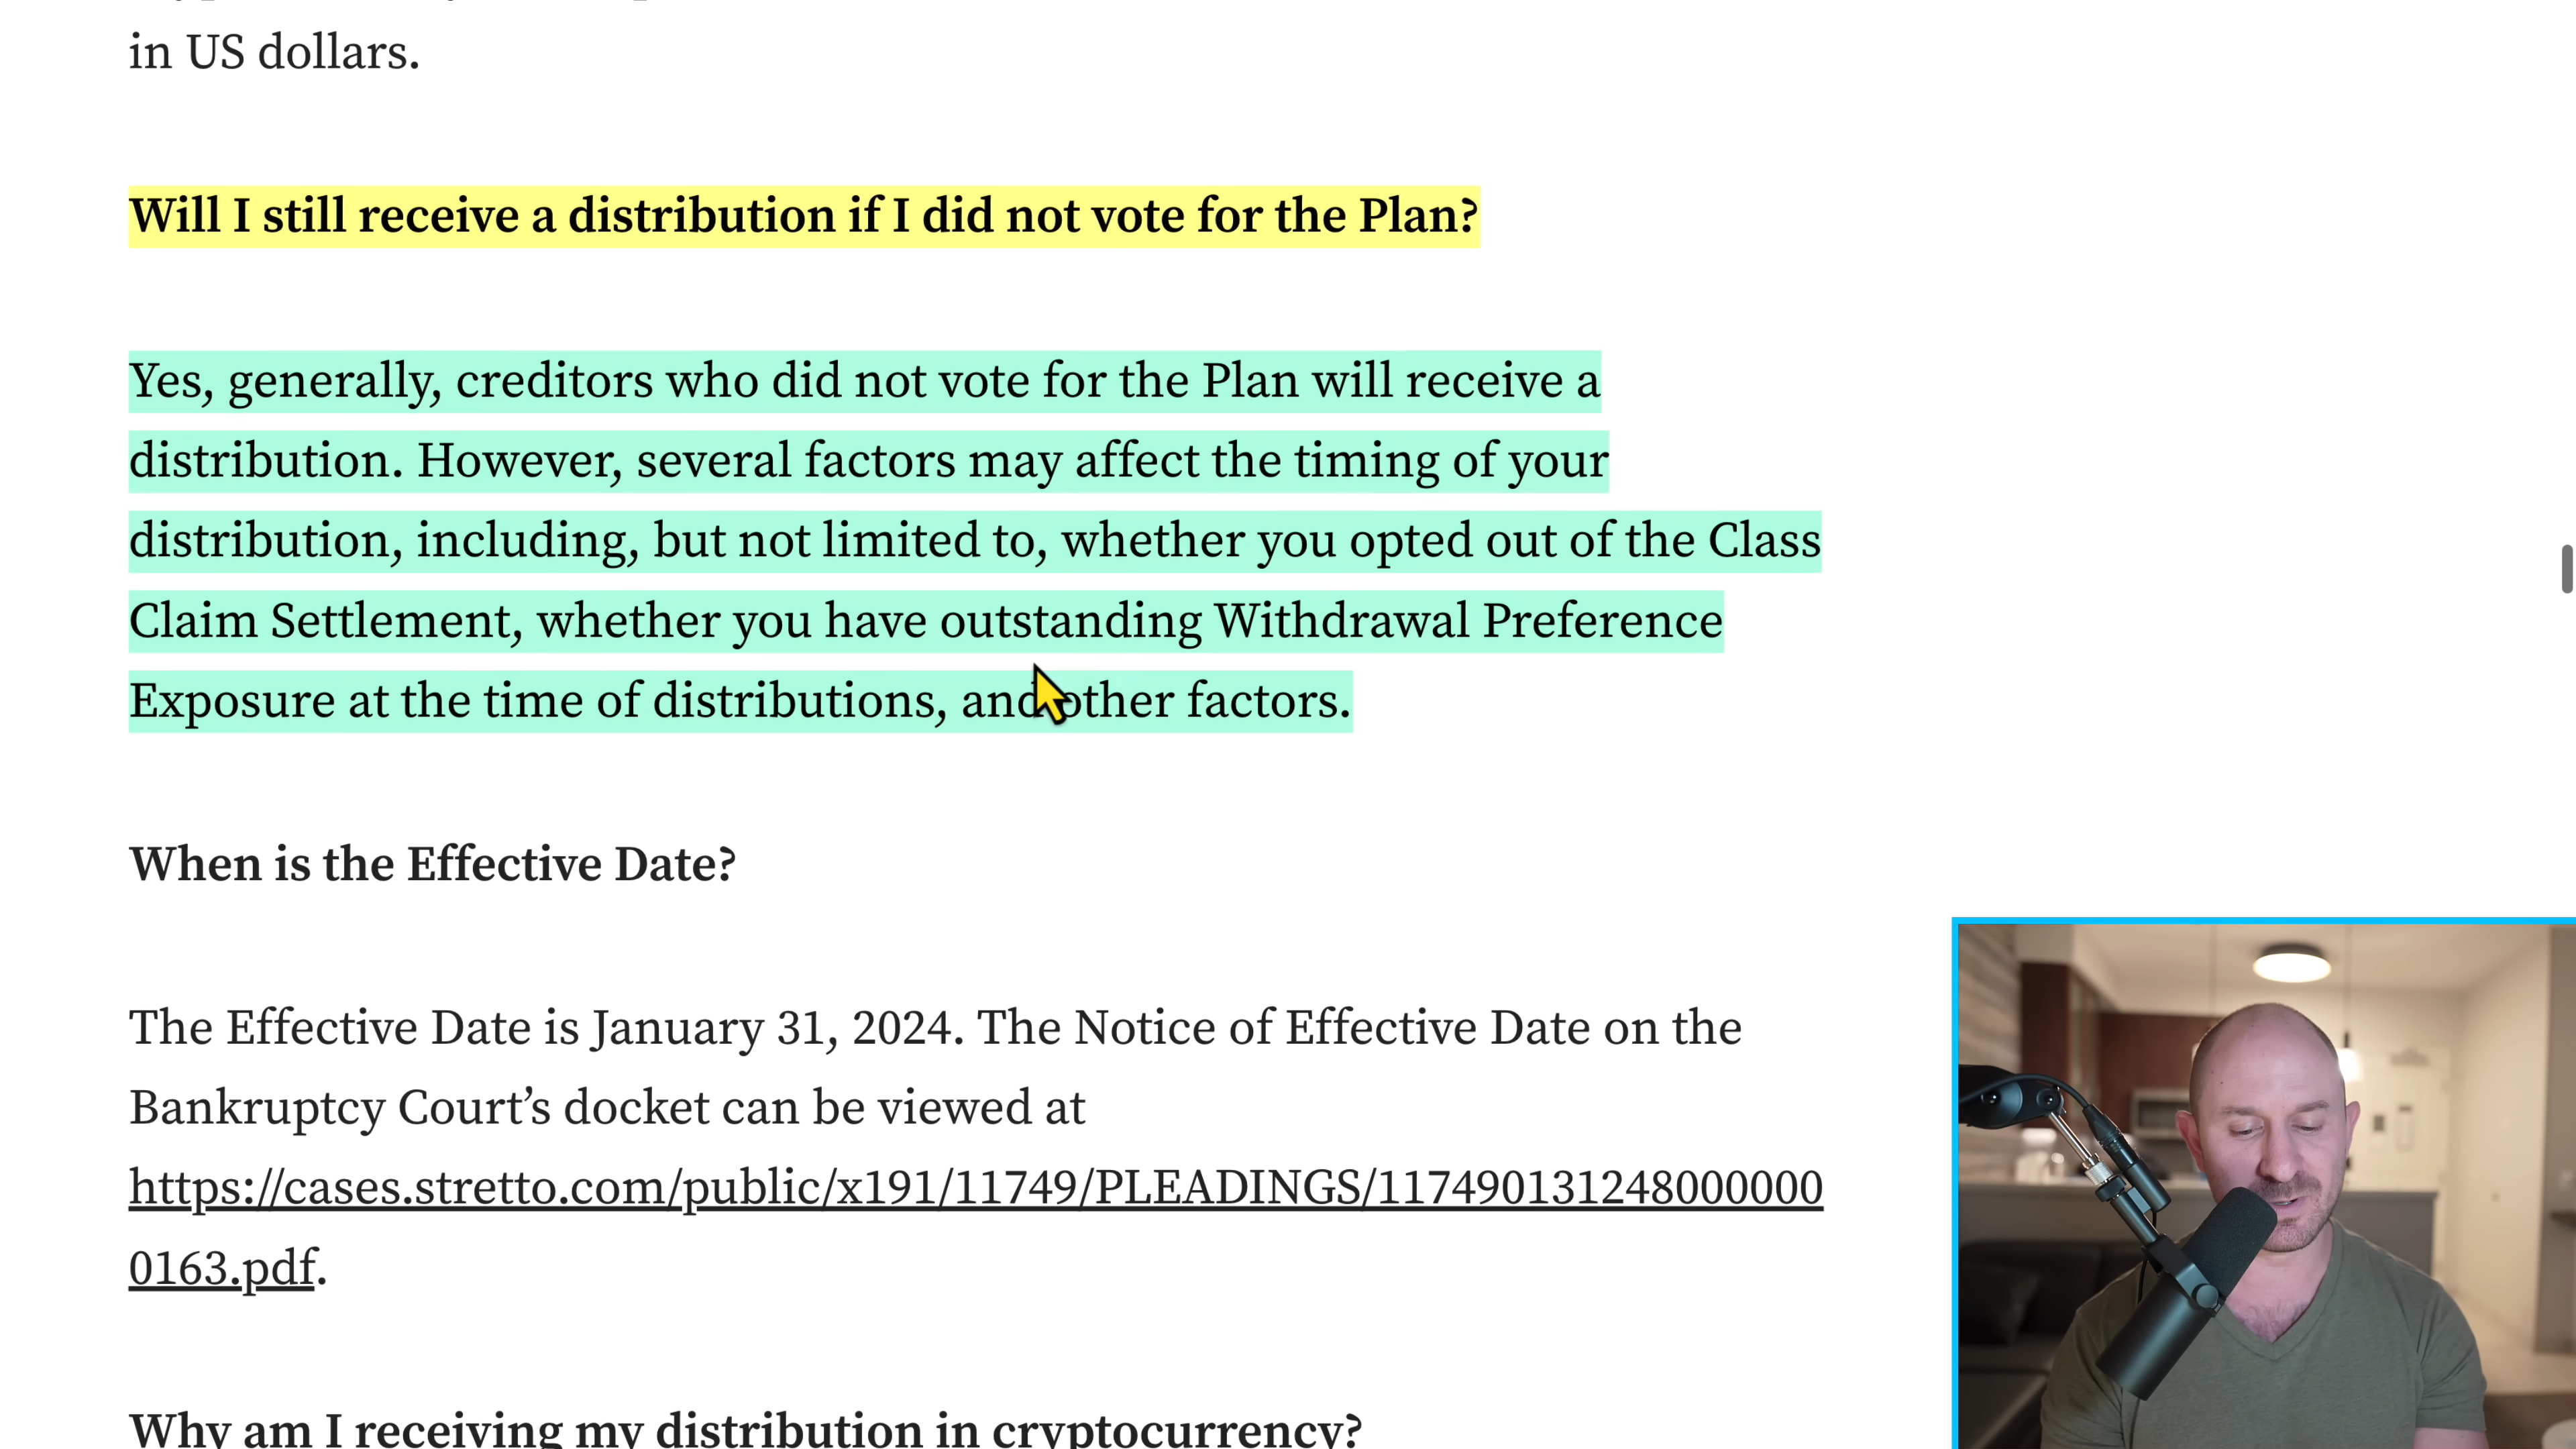 in US dollars.
Will I still receive a distribution if I did not vote for the Plan?
Yes, generally, creditors who did not vote for the Plan will receive a
distribution. However, several factors may affect the timing of your
distribution, including, but not limited to, whether you opted out of the Class
Claim Settlement, whether you have outstanding Withdrawal Preference
Exposure at the time of distributions, and other factors.
When is the Effective Date?
The Effective Date is January 31, 2024. The Notice of Effective Date on the
Bankruptcy Court’s docket can be viewed at
https://cases.stretto.com/public/x191/11749/PLEADINGS/117490131248000000
0163.pdf.
Why am I receiving my distribution in cryptocurrency?